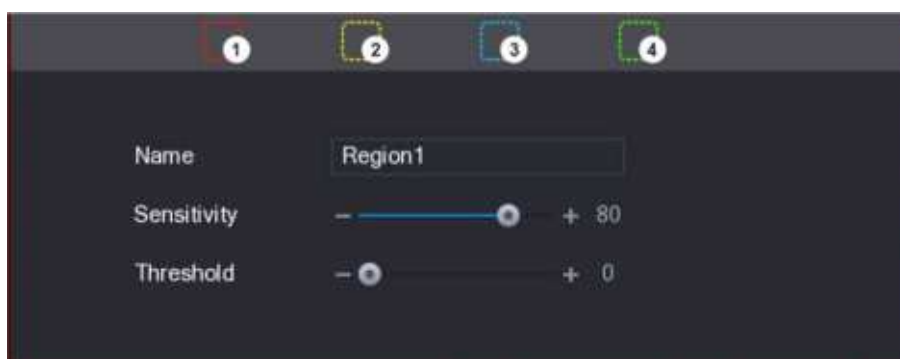 1 2 3 4
Name Region1
Sensitivity − + 80
Threshold − + 0